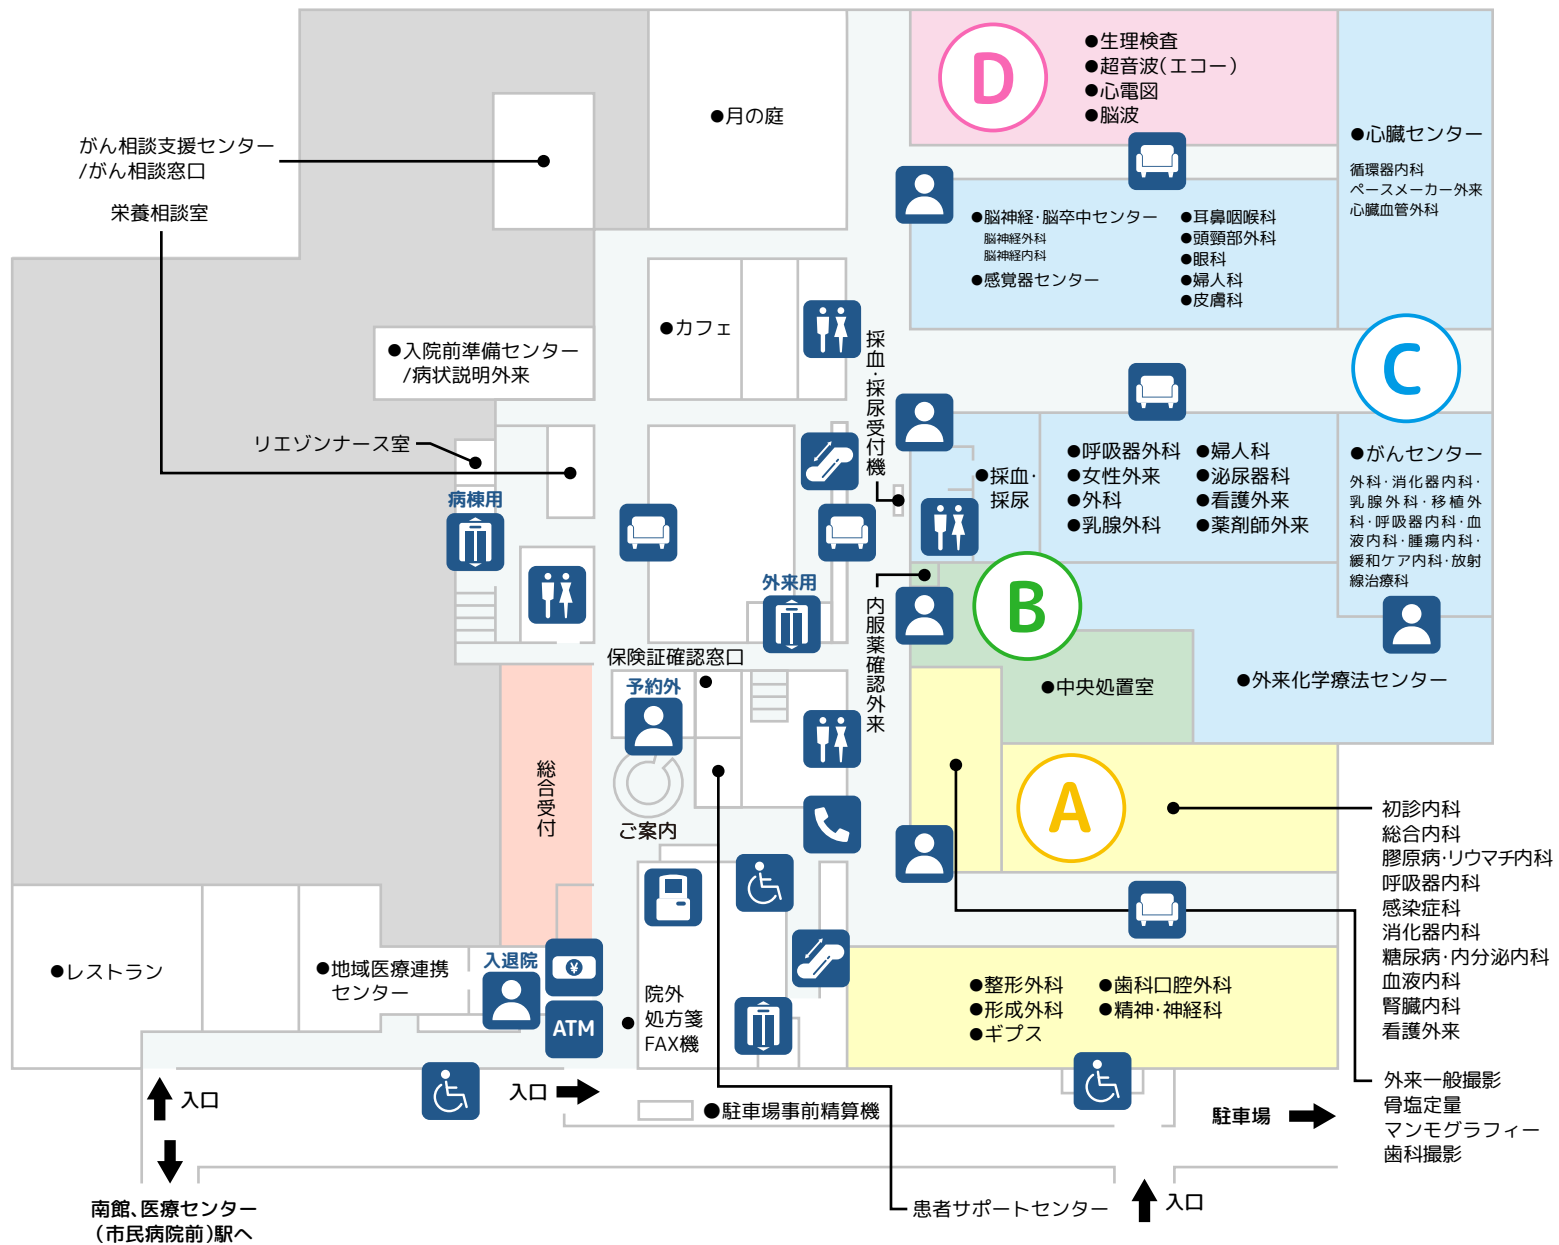 がん相談支援センター
/がん相談窓口
栄養相談室
●月の庭
D
●生理検査
●超音波(エコー)
●心電図
●脳波
●心臓センター
循環器内科
ペースメーカー外来
心臓血管外科
●脳神経・脳卒中センター
脳神経外科
脳神経内科
●感覚器センター
●耳鼻咽喉科
●頭頸部外科
●眼科
●婦人科
●皮膚科
●カフェ
●入院前準備センター
/病状説明外来
リエゾンナース室
採血・採尿受付機
C
●採血・
採尿
●呼吸器外科
●女性外来
●外科
●乳腺外科
●婦人科
●泌尿器科
●看護外来
●薬剤師外来
●がんセンター
外科・消化器内科・
乳腺外科・移植外
科・呼吸器内科・血
液内科・腫瘍内科・
緩和ケア内科・放射
線治療科
病棟用
外来用
内服薬確認外来
B
●中央処置室
●外来化学療法センター
保険証確認窓口
予約外
総合受付
ご案内
A
初診内科
総合内科
膠原病・リウマチ内科
呼吸器内科
感染症科
消化器内科
糖尿病・内分泌内科
血液内科
腎臓内科
看護外来
●レストラン
●地域医療連携
センター
入退院
¥
ATM
院外
処方箋
FAX機
●整形外科
●形成外科
●ギプス
●歯科口腔外科
●精神・神経科
外来一般撮影
骨塩定量
マンモグラフィー
歯科撮影
入口
入口
●駐車場事前精算機
駐車場
南館、医療センター
(市民病院前)駅へ
患者サポートセンター
入口